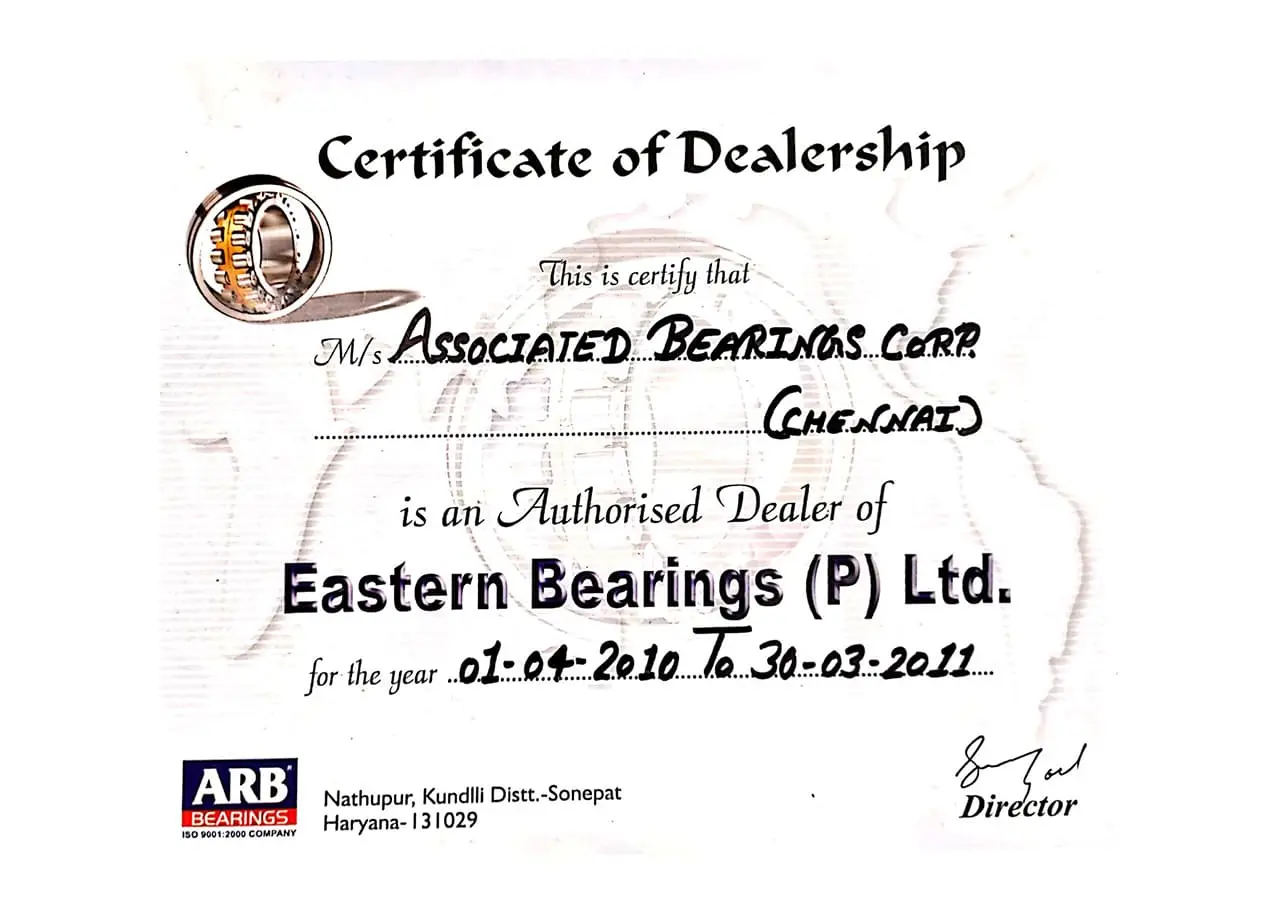 Certificate of Dealership
This is certify that
M/s ASSOCIATED BEARINGS CORP.
(CHENNAI)
is an Authorised Dealer of
Eastern Bearings (P) Ltd.
for the year 01-04-2010 To 30-03-2011
ARB
BEARINGS
ISO 9001:2000 COMPANY
Nathupur, Kundlli Distt.-Sonepat
Haryana-131029
Director